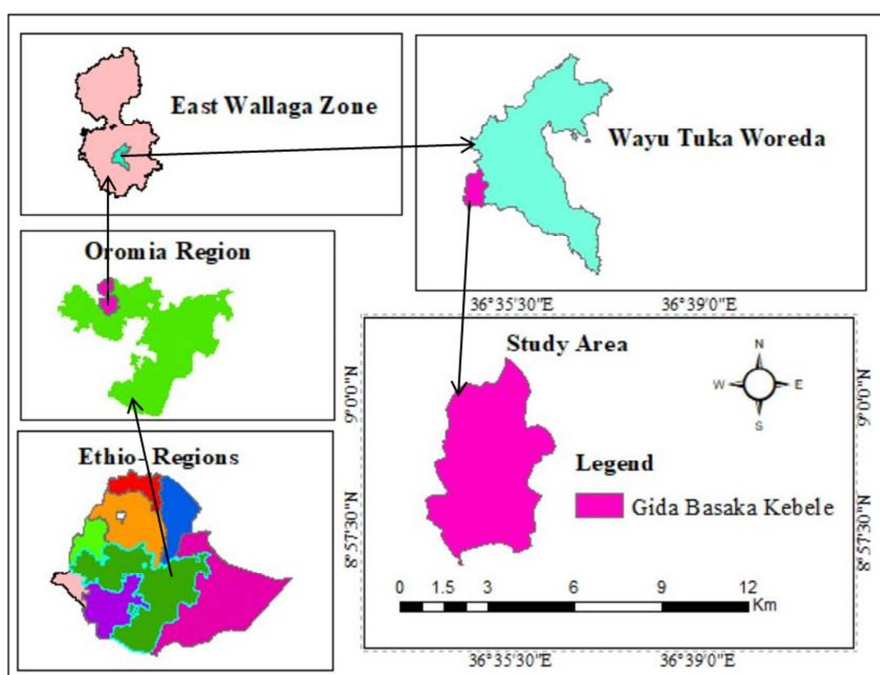 East Wallaga Zone
Wayu Tuka Woreda
Oromia Region
36°35'30"E 36°39'0"E
Study Area
N
W E
S
9°0'0"N 9°0'0"N
Ethio- Regions
Legend
Gida Basaka Kebele
8°57'30"N 8°57'30"N
0 1.5 3 6 9 12
Km
36°35'30"E 36°39'0"E